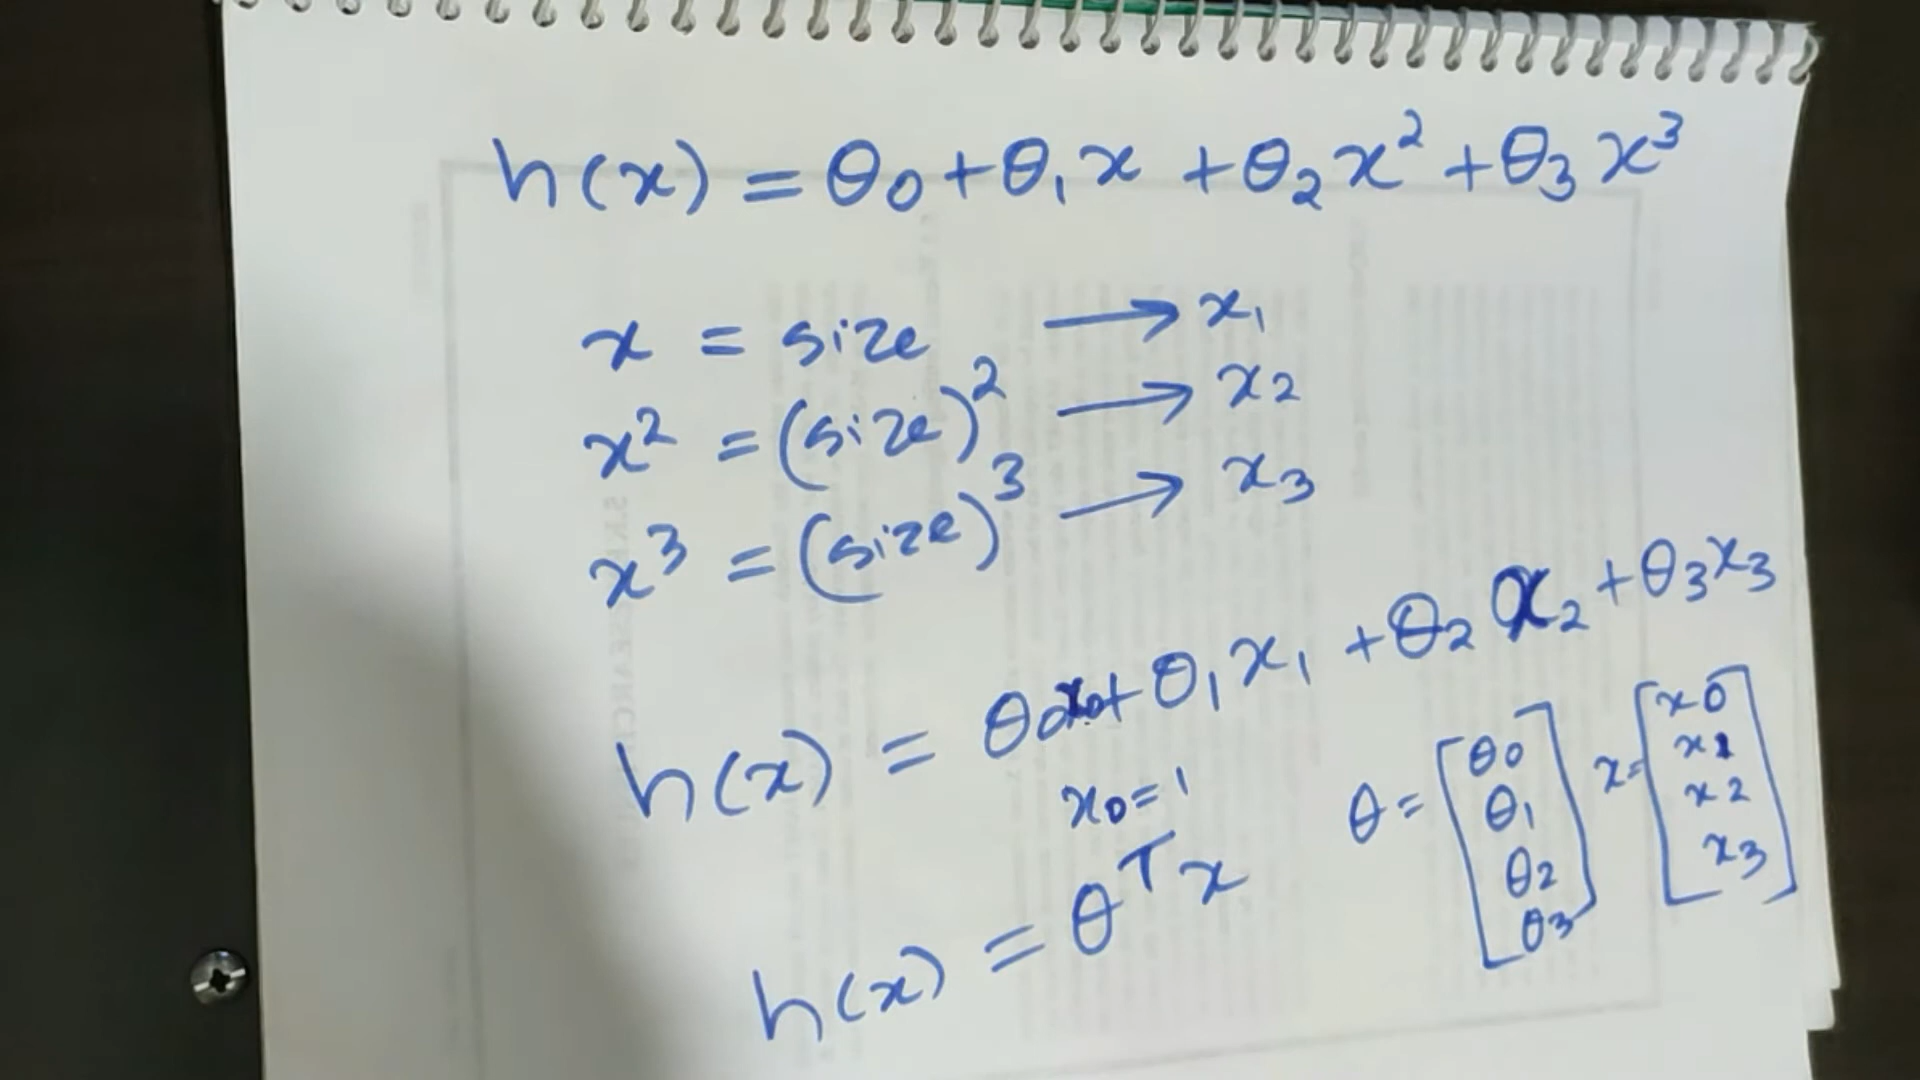 h(x) = θ0 + θ1x + θ2x² + θ3x³
x = size → x1
x² = (size)² → x2
x³ = (size)³ → x3
h(x) = θ0x0 + θ1x1 + θ2x2 + θ3x3
x0 = 1
θ = [θ0 θ1 θ2 θ3] x = [x0 x1 x2 x3]
h(x) = θᵀx